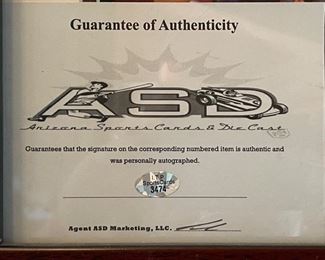 Guarantee of Authenticity
ASD
Arizona Sports Cards & Die Cast
Guarantees that the signature on the corresponding numbered item is authentic and
was personally autographed.
SportsCards
3474
Agent ASD Marketing, LLC.